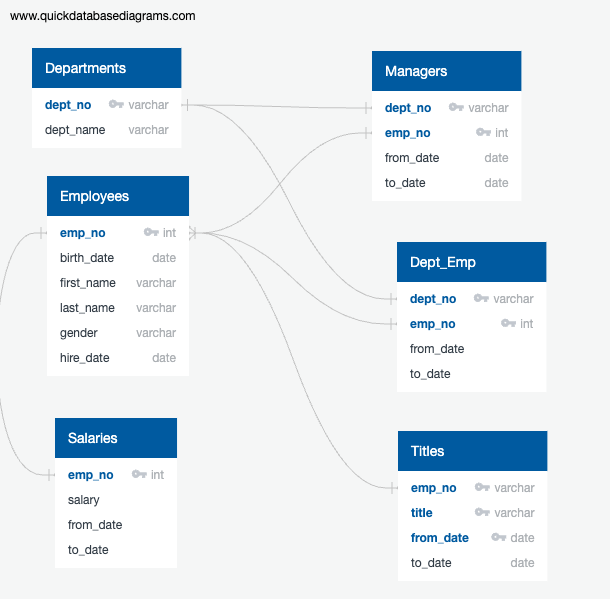 www.quickdatabasediagrams.com
Departments
dept_no varchar
dept_name varchar
Managers
dept_no varchar
emp_no int
from_date date
to_date date
Employees
emp_no int
birth_date date
first_name varchar
last_name varchar
gender varchar
hire_date date
Dept_Emp
dept_no varchar
emp_no int
from_date
to_date
Salaries
emp_no int
salary
from_date
to_date
Titles
emp_no varchar
title varchar
from_date date
to_date date